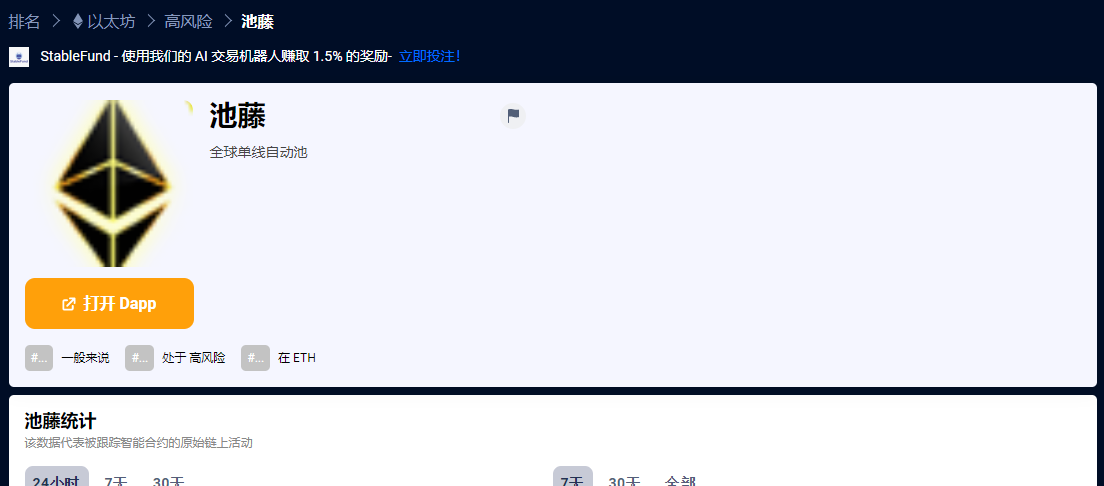 排名 > 以太坊 > 高风险 > 池藤
StableFund - 使用我们的 AI 交易机器人赚取 1.5% 的奖励- 立即投注!
池藤
全球单线自动池
打开 Dapp
#... 一般来说 #... 处于 高风险 #... 在 ETH
池藤统计
该数据代表被跟踪智能合约的原始链上活动
24小时 7天 30天 7天 30天 全部